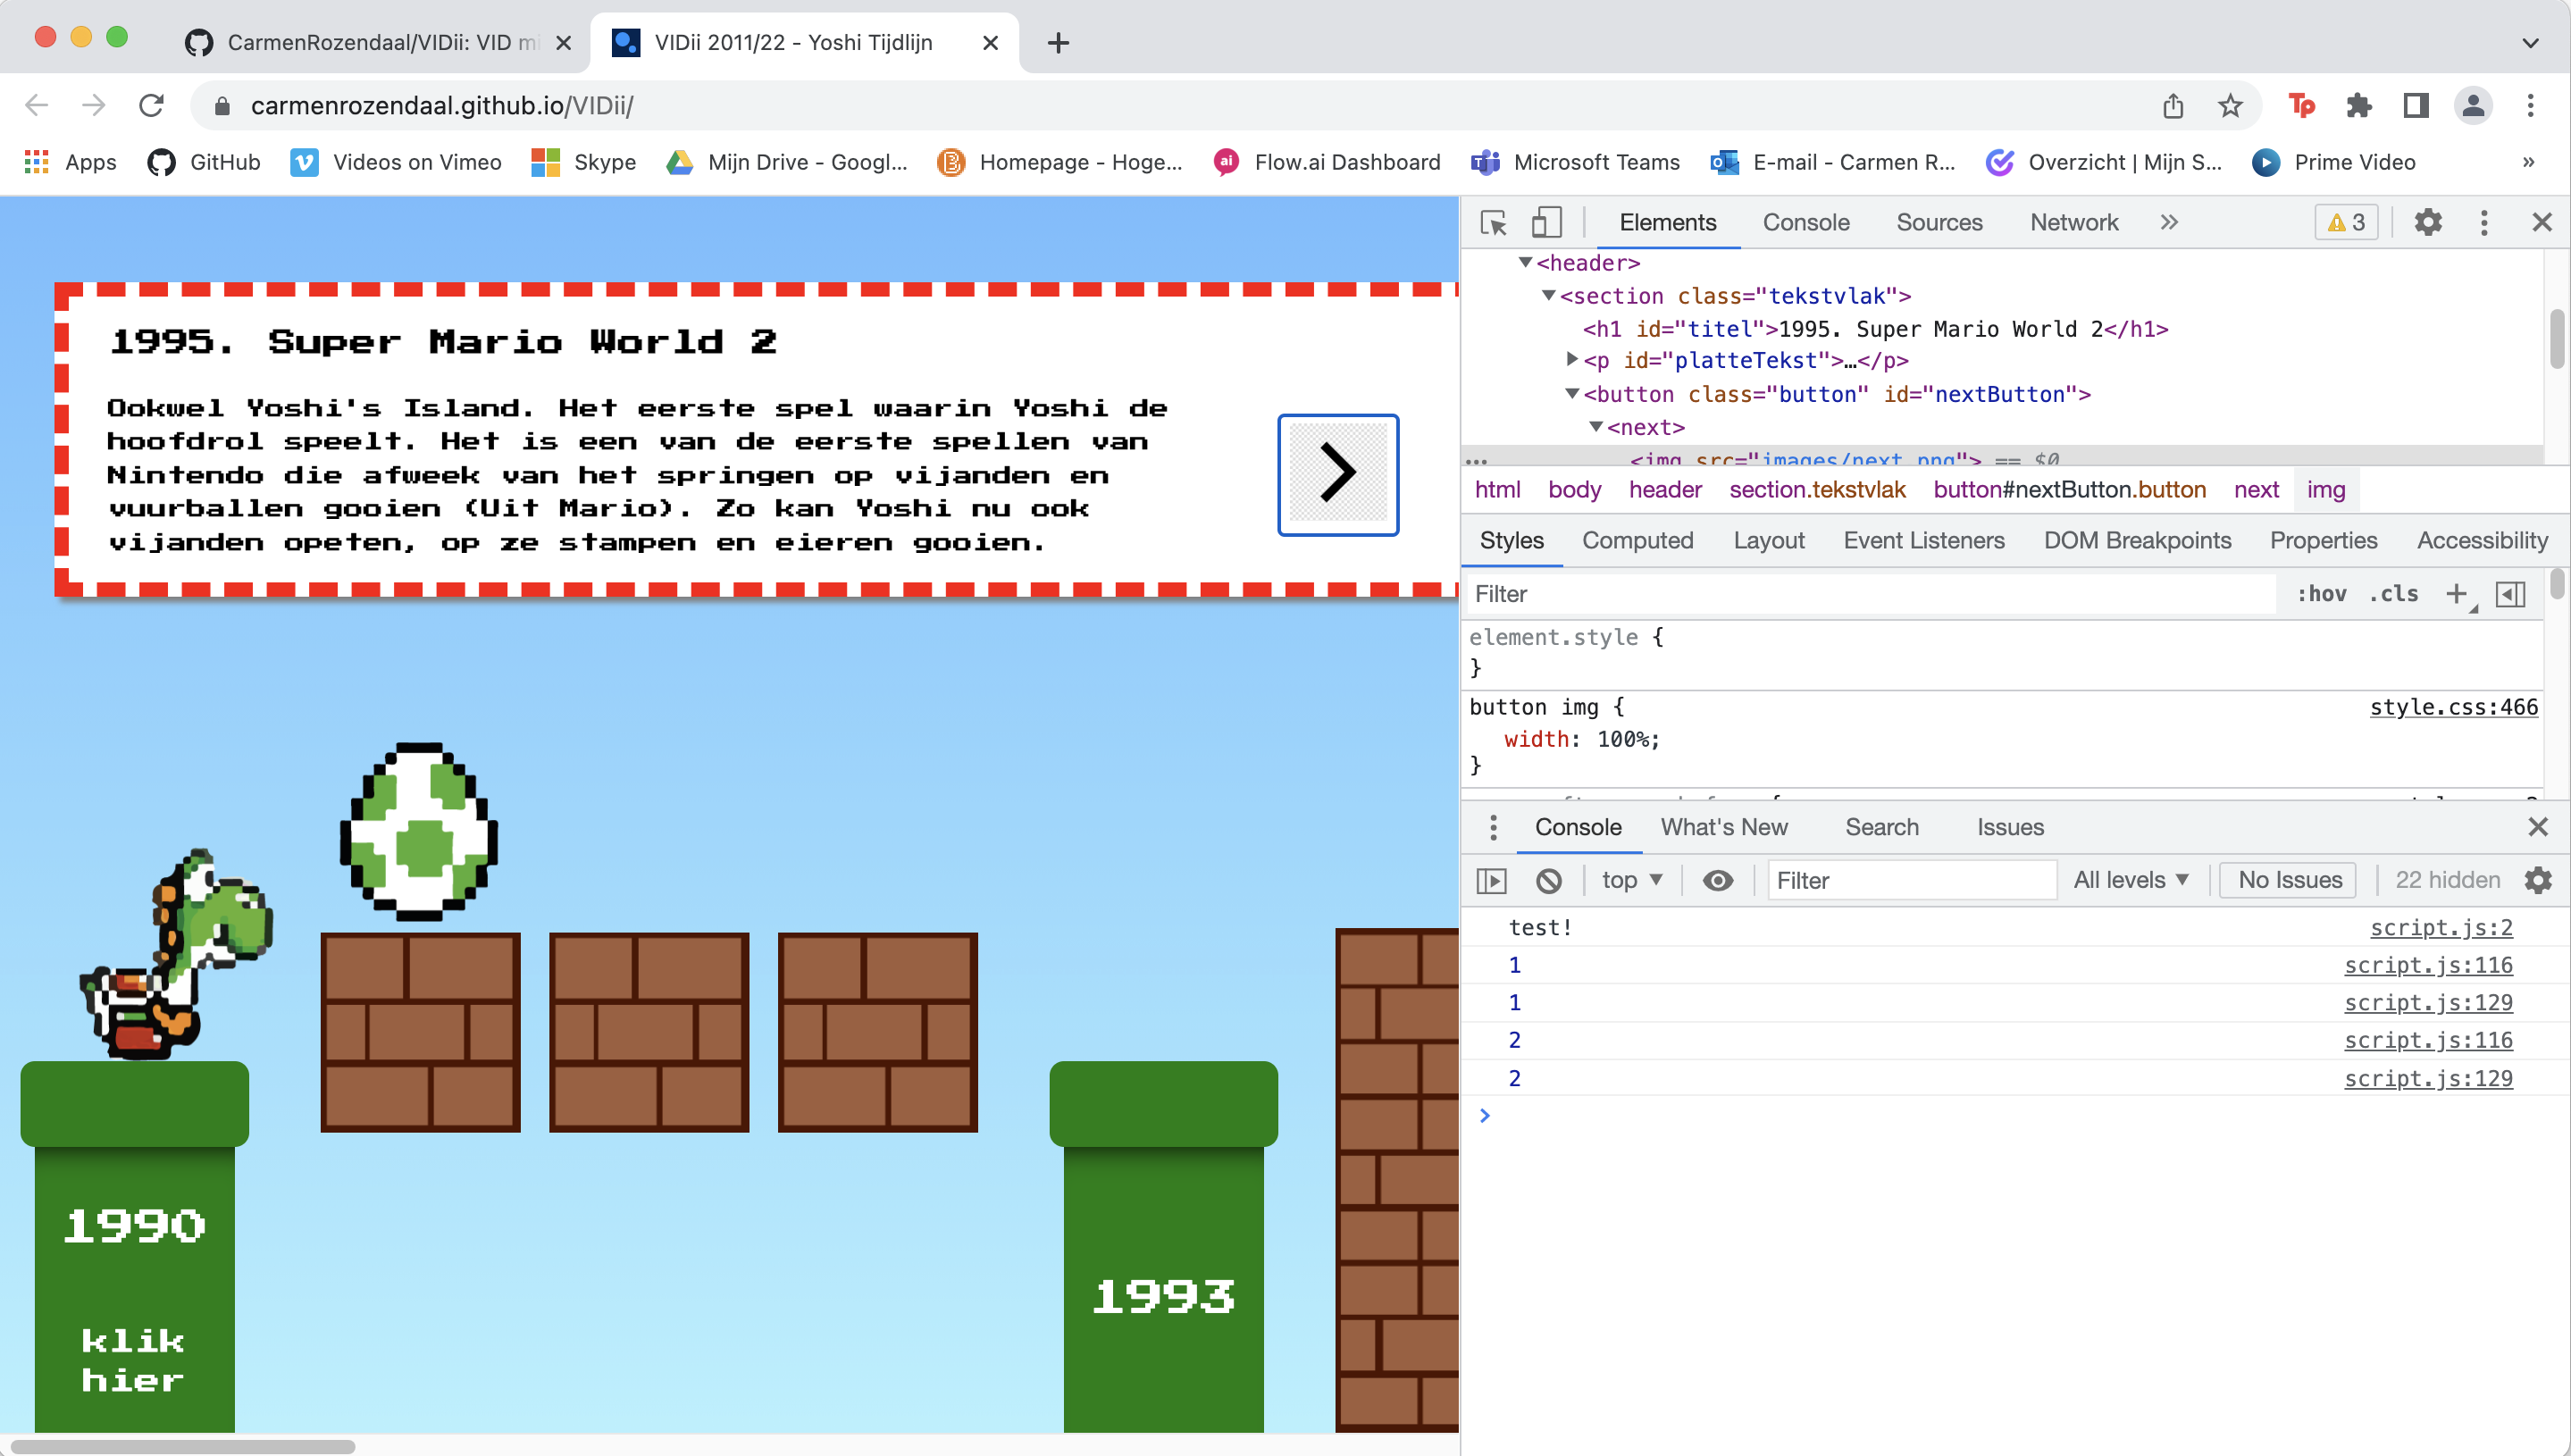 CarmenRozendaal/VIDii: VID mi
VIDii 2011/22 - Yoshi Tijdlijn
carmenrozendaal.github.io/VIDii/
Apps GitHub Videos on Vimeo Skype Mijn Drive - Googl... Homepage - Hoge... Flow.ai Dashboard Microsoft Teams E-mail - Carmen R... Overzicht | Mijn S... Prime Video »
1995. Super Mario World 2
Ookwel Yoshi's Island. Het eerste spel waarin Yoshi de
hoofdrol speelt. Het is een van de eerste spellen van
Nintendo die afweek van het springen op vijanden en
vuurballen gooien (Uit Mario). Zo kan Yoshi nu ook
vijanden opeten, op ze stampen en eieren gooien.
1990
klik
hier
1993
Elements Console Sources Network » 3
<header>
<section class="tekstvlak">
<h1 id="titel">1995. Super Mario World 2</h1>
<p id="platteTekst">…</p>
<button class="button" id="nextButton">
<next>
<img src="images/next.png"> == $0
html body header section.tekstvlak button#nextButton.button next img
Styles Computed Layout Event Listeners DOM Breakpoints Properties Accessibility
Filter :hov .cls
element.style {
}
button img { style.css:466
width: 100%;
}
Console What's New Search Issues
top ▼ Filter All levels ▼ No Issues 22 hidden
test! script.js:2
1 script.js:116
1 script.js:129
2 script.js:116
2 script.js:129